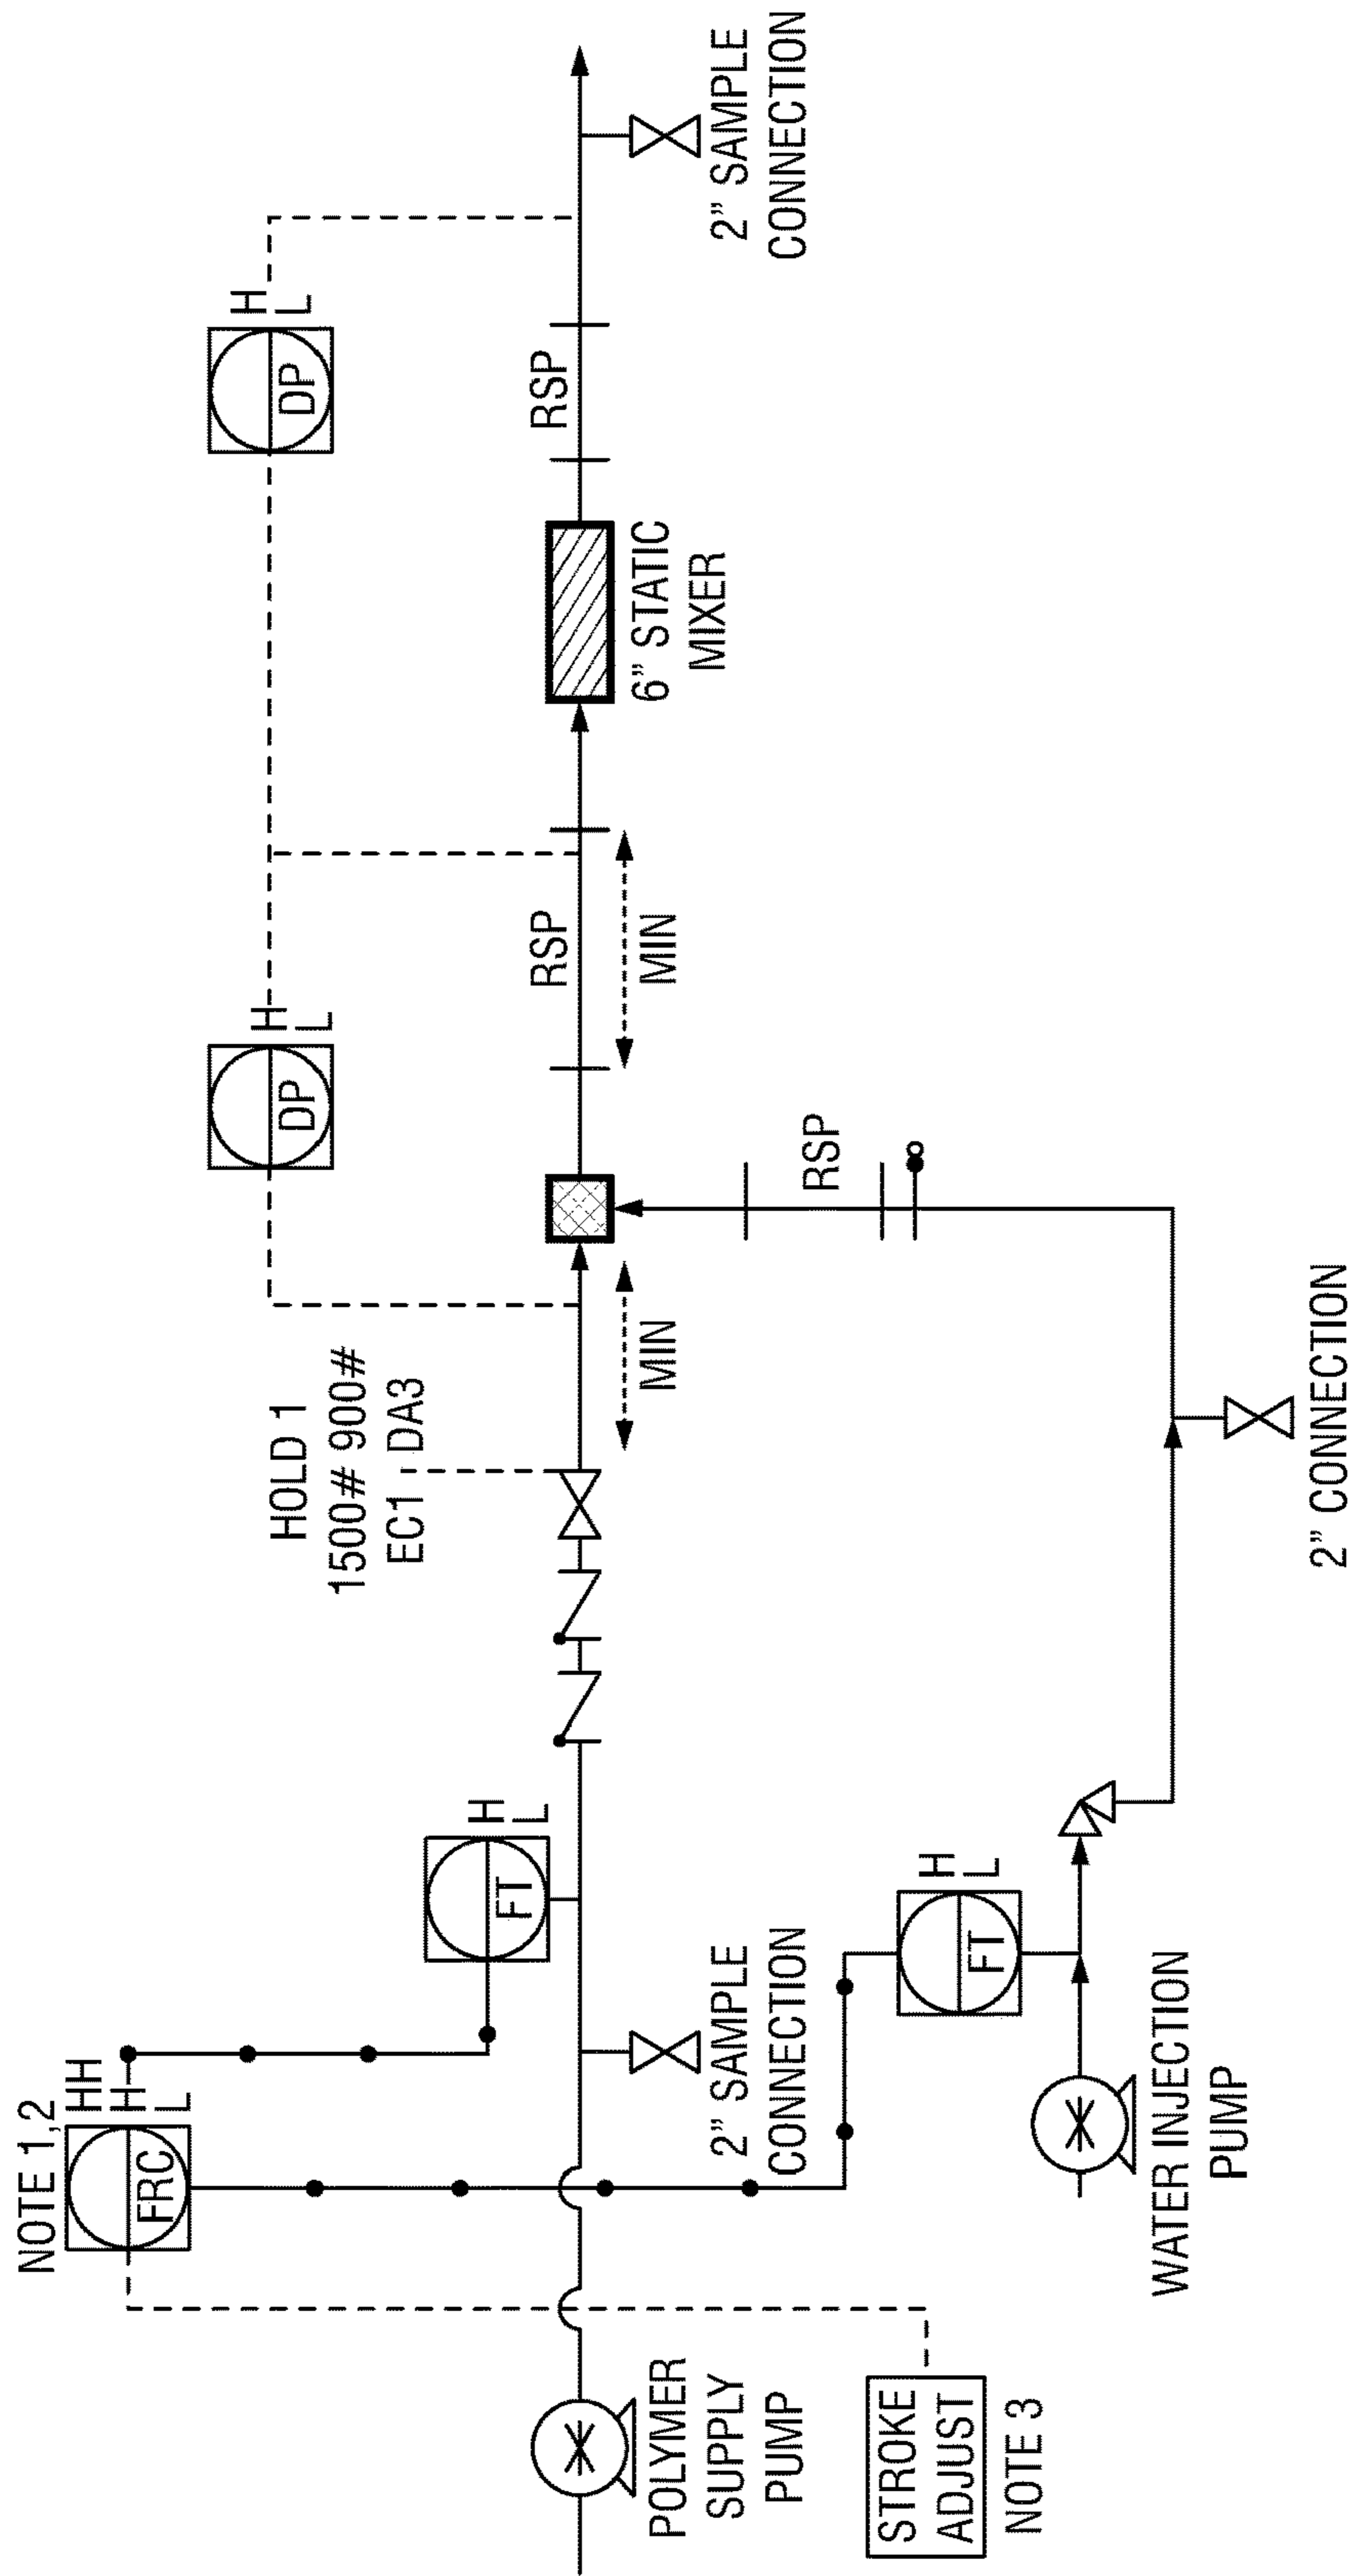 NOTE 1,2
FRC
HH
H
L
FT
H
L
HOLD 1
1500# 900#
EC1 DA3
DP
H
L
DP
H
L
POLYMER
SUPPLY
PUMP
2” SAMPLE
CONNECTION
MIN
RSP
MIN
6” STATIC
MIXER
RSP
2” SAMPLE
CONNECTION
STROKE
ADJUST
NOTE 3
FT
H
L
RSP
WATER INJECTION
PUMP
2” CONNECTION